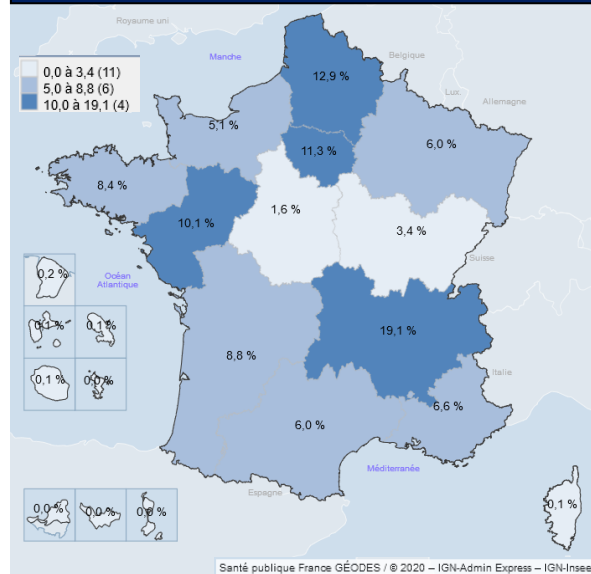 Royaume uni
Manche
Belgique
12,9 %
0,0 à 3,4 (11)
5,0 à 8,8 (6)
10,0 à 19,1 (4)
Lux.
Allemagne
5,1 %
11,3 %
6,0 %
8,4 %
10,1 %
1,6 %
3,4 %
Suisse
0,2 %
Océan
Atlantique
0,1 %
0,1 %
19,1 %
8,8 %
0,1 %
0,0 %
Italie
6,6 %
6,0 %
Méditerranée
Espagne
0,0 %
0,0 %
0,0 %
0,1 %
Santé publique France GÉODES / © 2020 – IGN-Admin Express – IGN-Insee